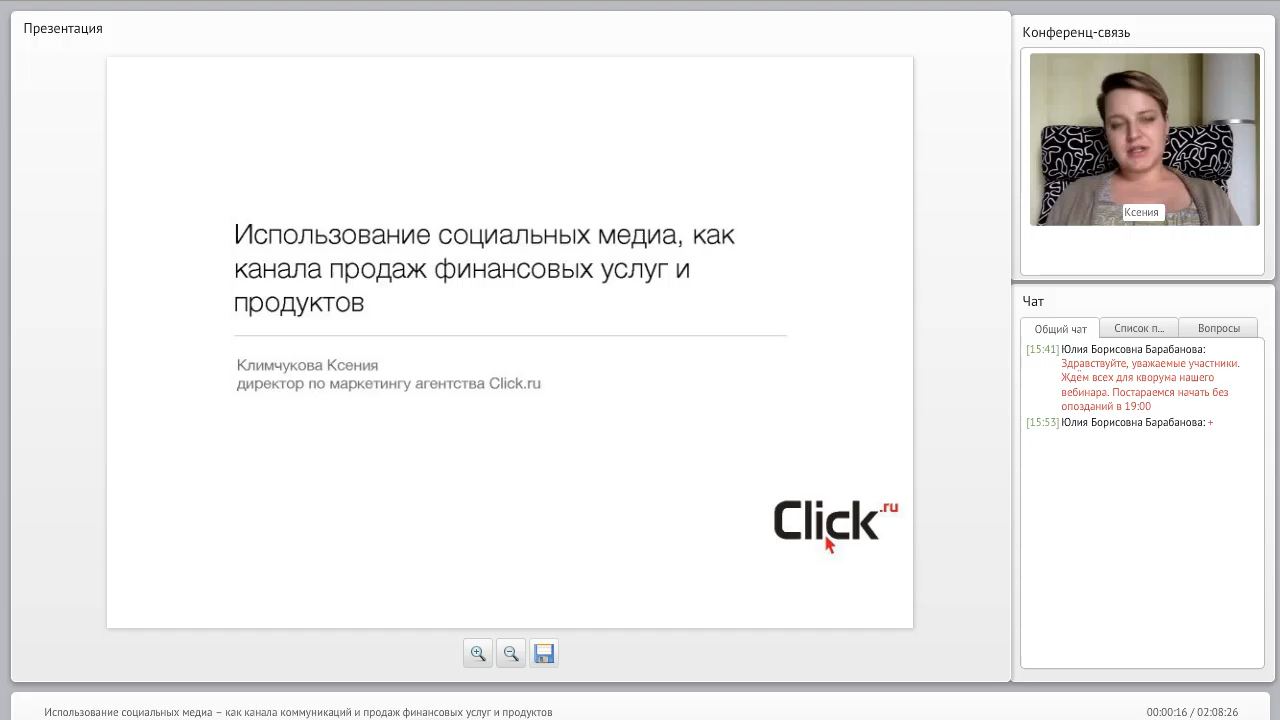 Презентация
Использование социальных медиа, как
канала продаж финансовых услуг и
продуктов
Климчукова Ксения
директор по маркетингу агентства Click.ru
Click.ru
Конференц-связь
Ксения
Чат
Общий чат
Список п...
Вопросы
[15:41] Юлия Борисовна Барабанова:
Здравствуйте, уважаемые участники.
Ждём всех для кворума нашего
вебинара. Постараемся начать без
опозданий в 19:00
[15:53] Юлия Борисовна Барабанова: +
Использование социальных медиа – как канала коммуникаций и продаж финансовых услуг и продуктов
00:00:16 / 02:08:26